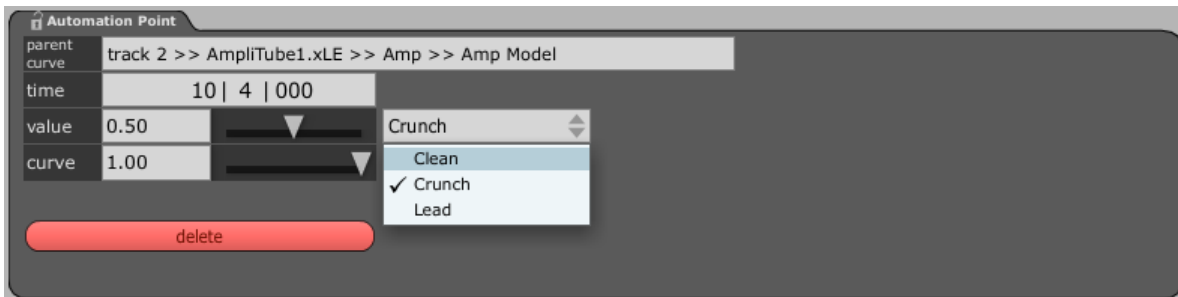 Automation Point
parent
curve
track 2 >> AmpliTube1.xLE >> Amp >> Amp Model
time
10| 4 |000
value
0.50
Crunch
curve
1.00
Clean
✓ Crunch
Lead
delete